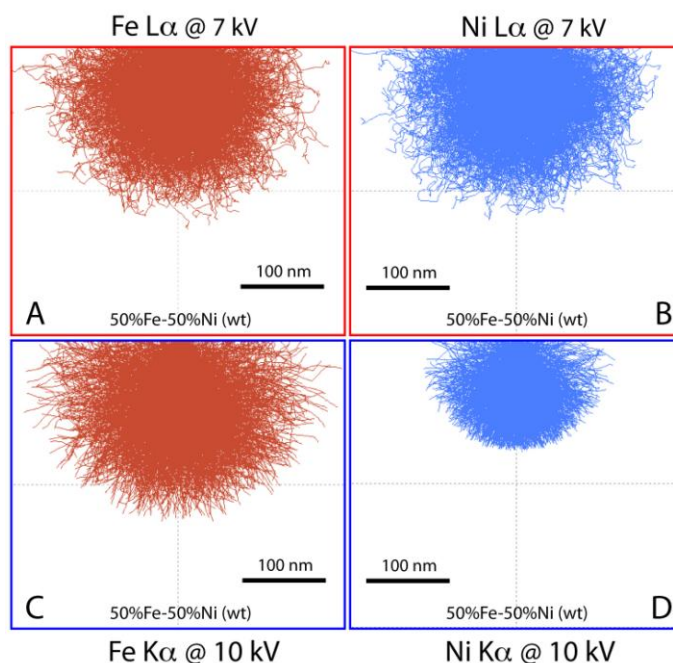 Fe Lα @ 7 kV
Ni Lα @ 7 kV
100 nm
A
50%Fe-50%Ni (wt)
100 nm
50%Fe-50%Ni (wt)
B
100 nm
50%Fe-50%Ni (wt)
C
100 nm
50%Fe-50%Ni (wt)
D
Fe Kα @ 10 kV
Ni Kα @ 10 kV